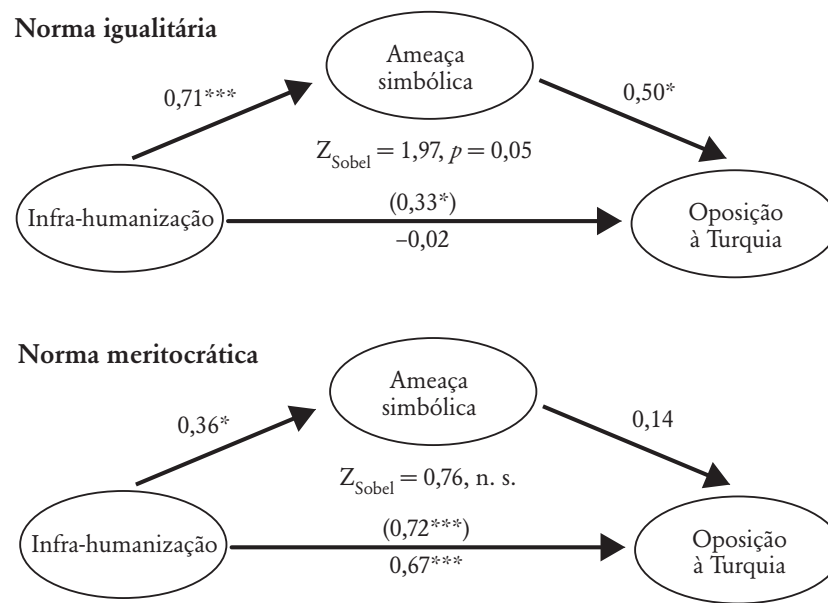 Norma igualitária
Ameaça
simbólica
0,71***
0,50*
Z_Sobel = 1,97, p = 0,05
Infra-humanização
(0,33*)
–0,02
Oposição
à Turquia
Norma meritocrática
Ameaça
simbólica
0,36*
0,14
Z_Sobel = 0,76, n. s.
Infra-humanização
(0,72***)
0,67***
Oposição
à Turquia